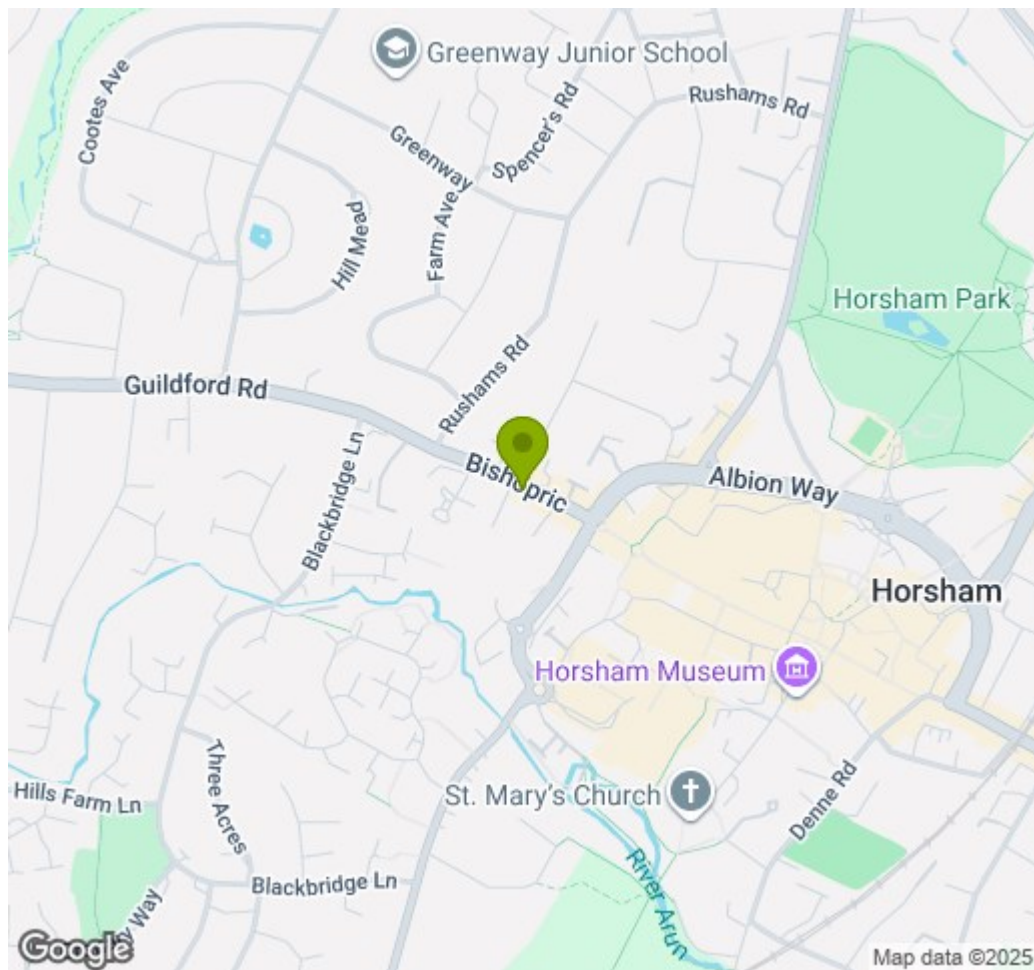 Greenway Junior School
Cootes Ave
Rushams Rd
Spencer's Rd
Greenway
Farm Ave
Hill Mead
Horsham Park
Guildford Rd
Rushams Rd
Bishopric
Albion Way
Blackbridge Ln
Horsham
Horsham Museum
Three Acres
Hills Farm Ln
St. Mary's Church
Denne Rd
Blackbridge Ln
River Arun
Way
Google
Map data ©2025